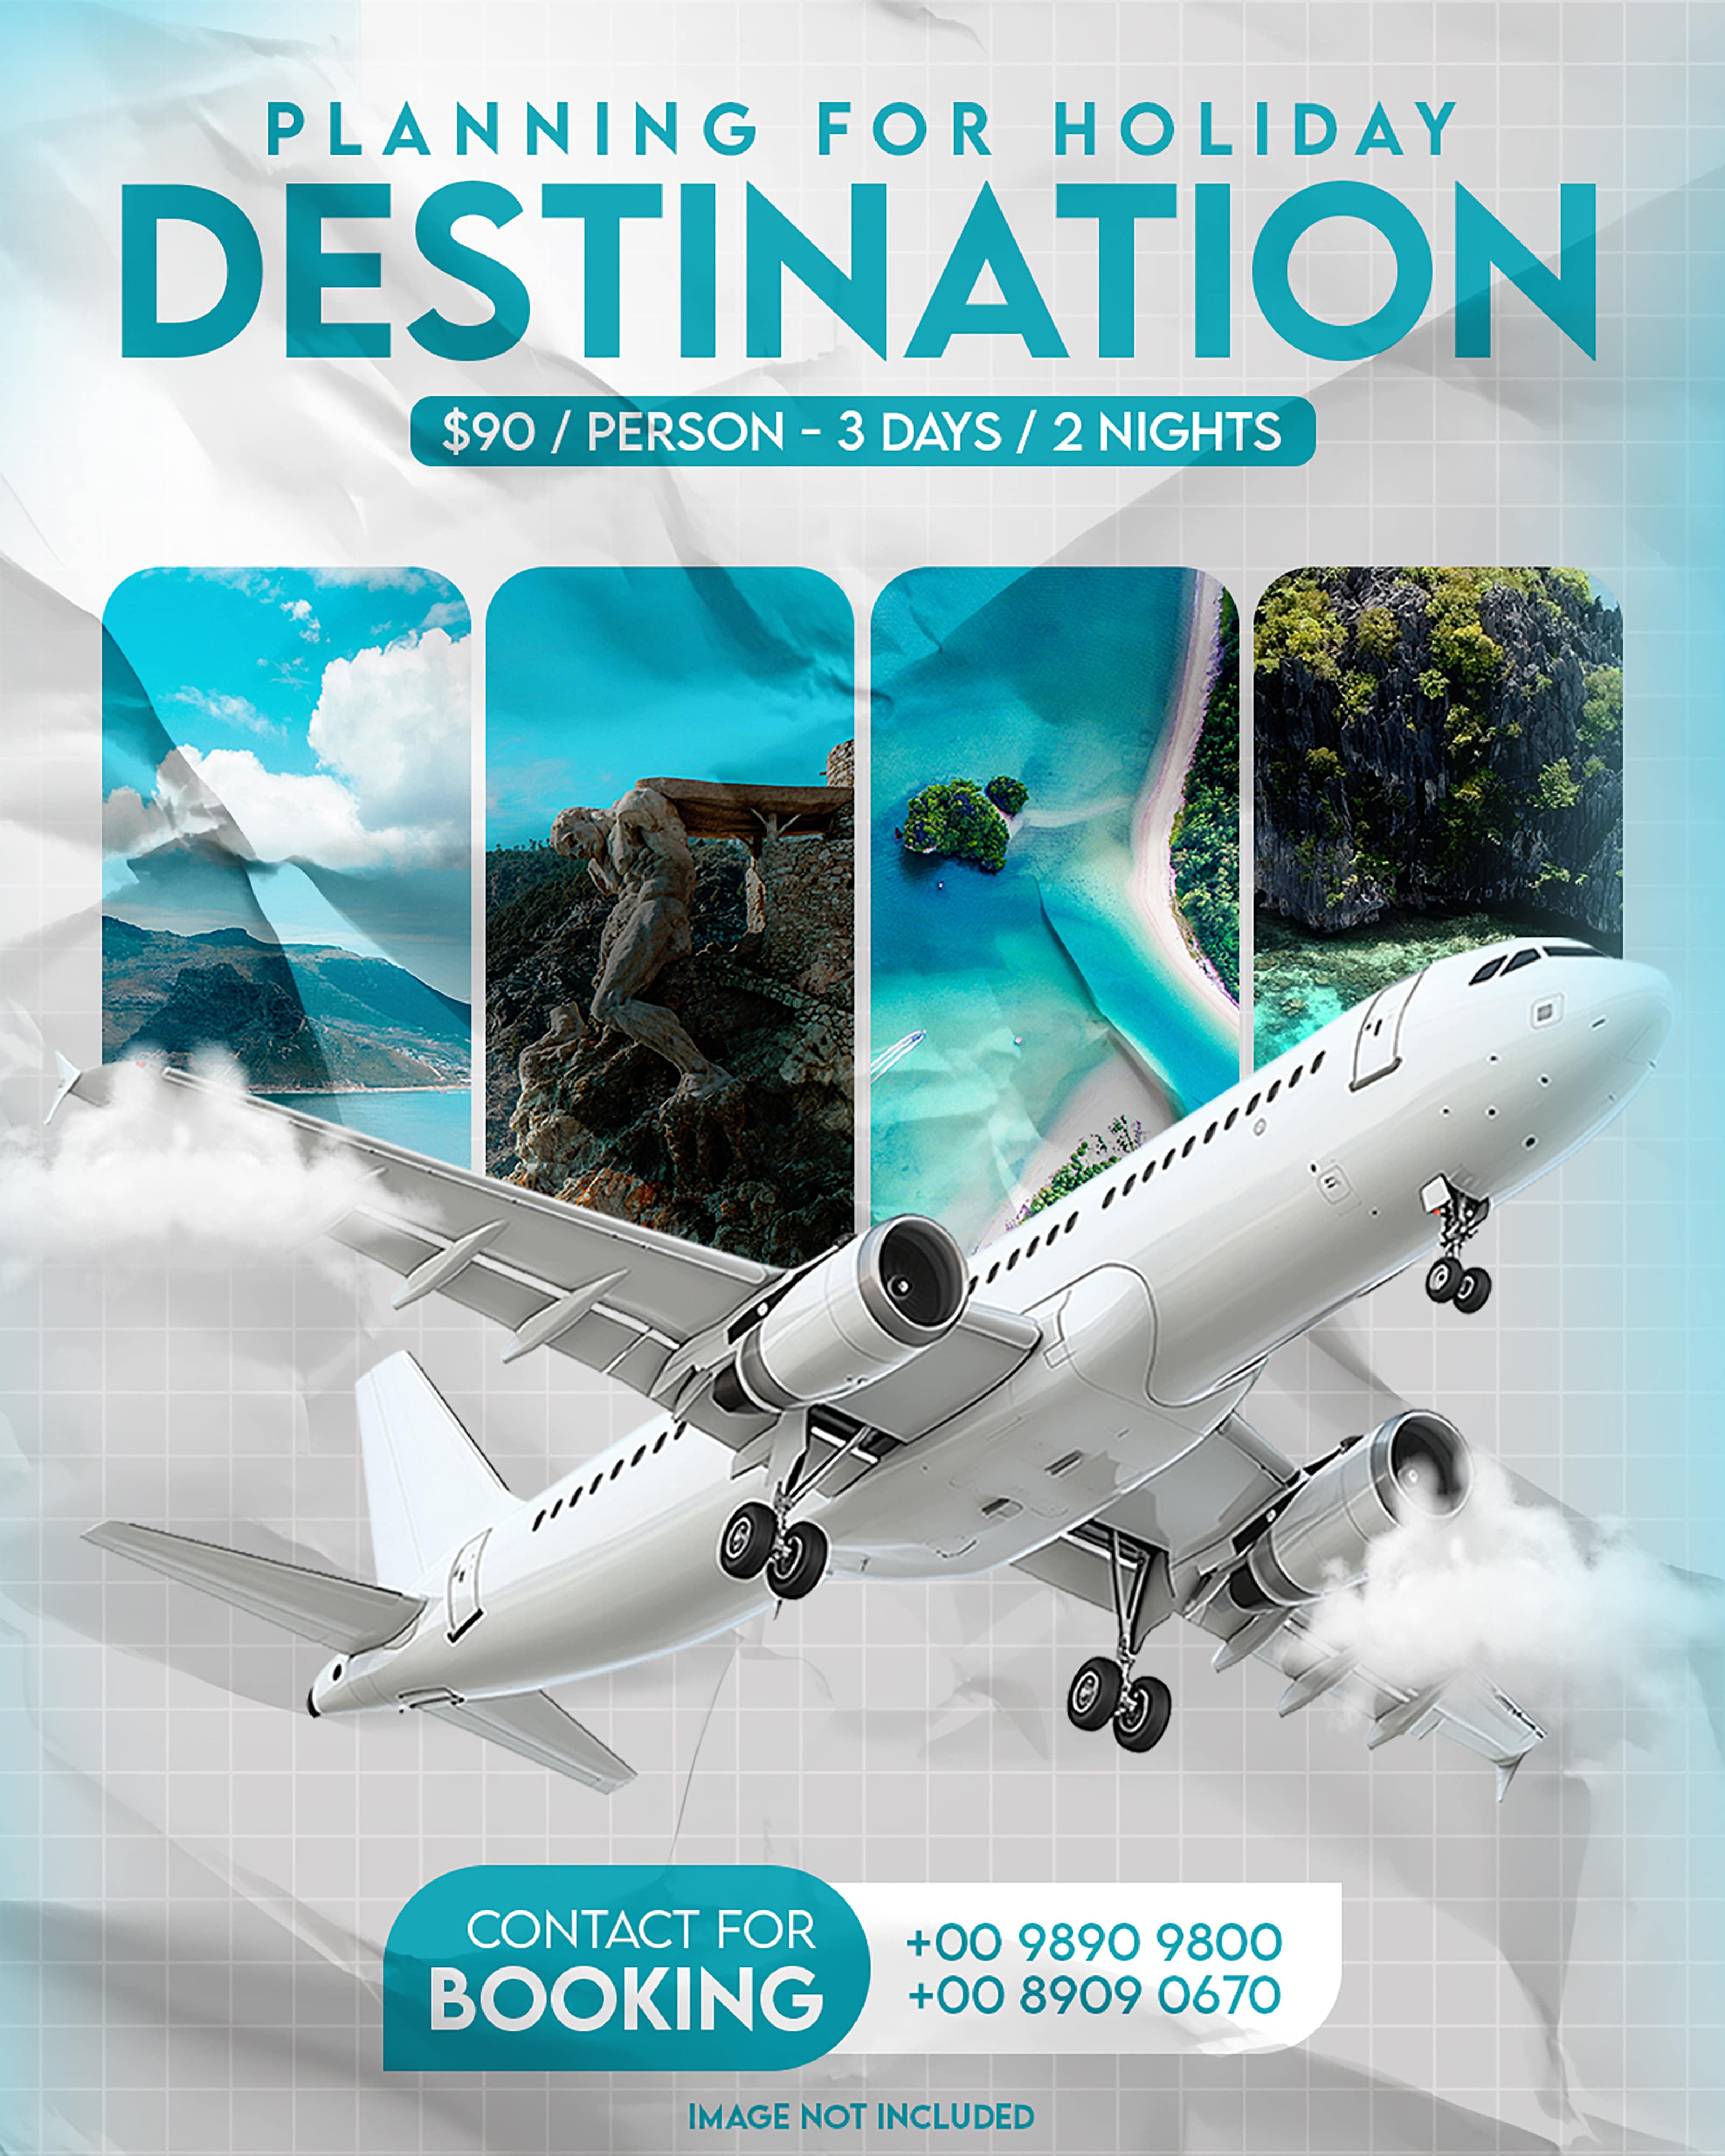 PLANNING FOR HOLIDAY
DESTINATION
$90 / PERSON - 3 DAYS / 2 NIGHTS
CONTACT FOR
BOOKING
+00 9890 9800
+00 8909 0670
IMAGE NOT INCLUDED